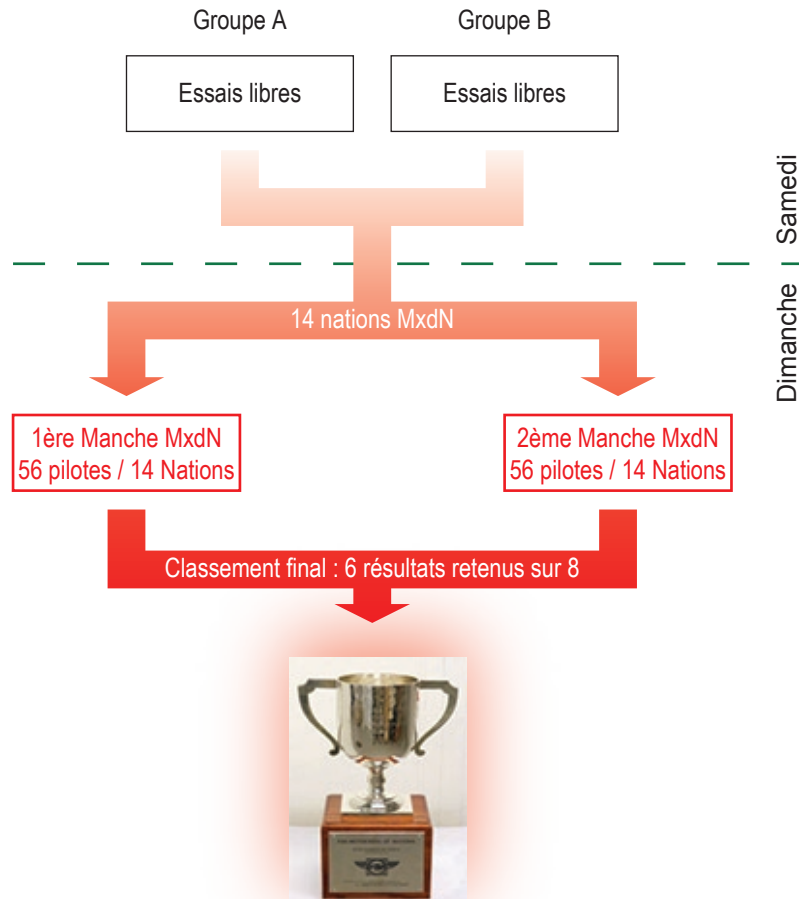 Groupe A
Groupe B
Essais libres
Essais libres
Samedi
Dimanche
14 nations MxdN
1ère Manche MxdN
56 pilotes / 14 Nations
2ème Manche MxdN
56 pilotes / 14 Nations
Classement final : 6 résultats retenus sur 8